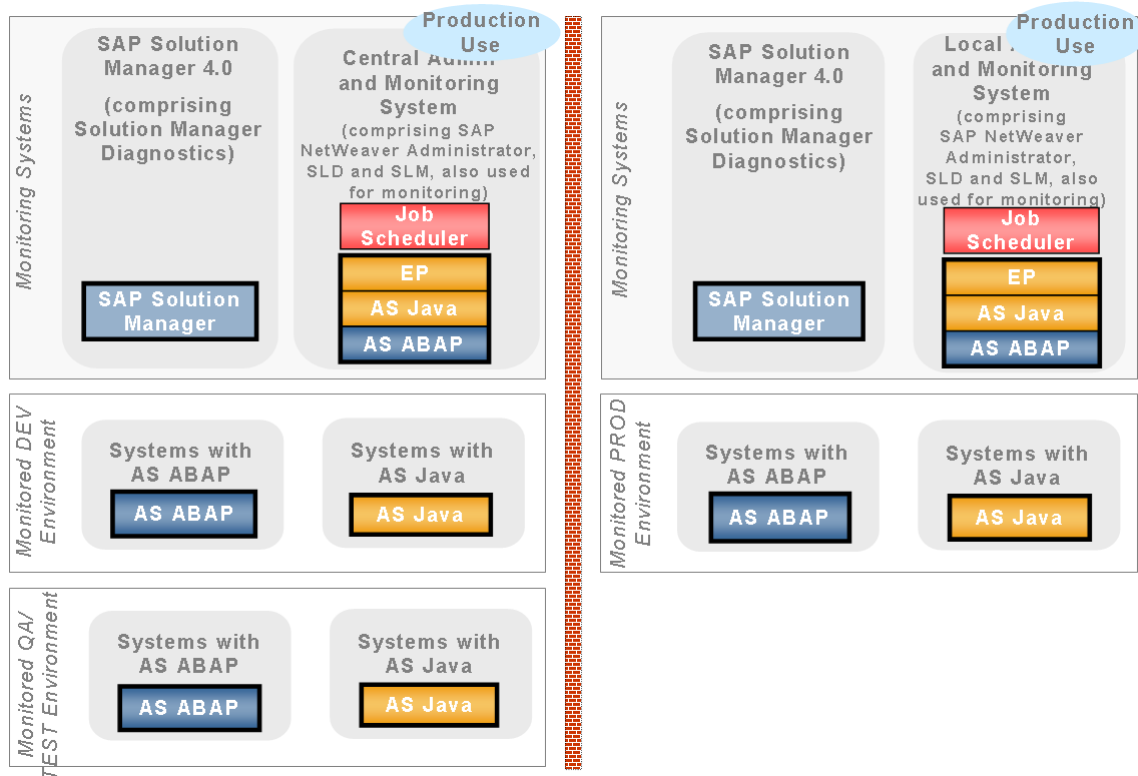 Production
Use
SAP Solution
Manager 4.0
(comprising
Solution Manager
Diagnostics)
Central Admin
and Monitoring
System
(comprising SAP
NetWeaver Administrator,
SLD and SLM, also used
for monitoring)
Job
Scheduler
EP
AS Java
AS ABAP
SAP Solution
Manager
Monitoring Systems
Monitored DEV
Environment
Systems with
AS ABAP
AS ABAP
Systems with
AS Java
AS Java
Monitored QA/
TEST Environment
Systems with
AS ABAP
AS ABAP
Systems with
AS Java
AS Java
Production
Use
SAP Solution
Manager 4.0
(comprising
Solution Manager
Diagnostics)
Local
and Monitoring
System
(comprising
SAP NetWeaver
Administrator,
SLD and SLM, also
used for monitoring)
Job
Scheduler
EP
AS Java
AS ABAP
SAP Solution
Manager
Monitoring Systems
Monitored PROD
Environment
Systems with
AS ABAP
AS ABAP
Systems with
AS Java
AS Java